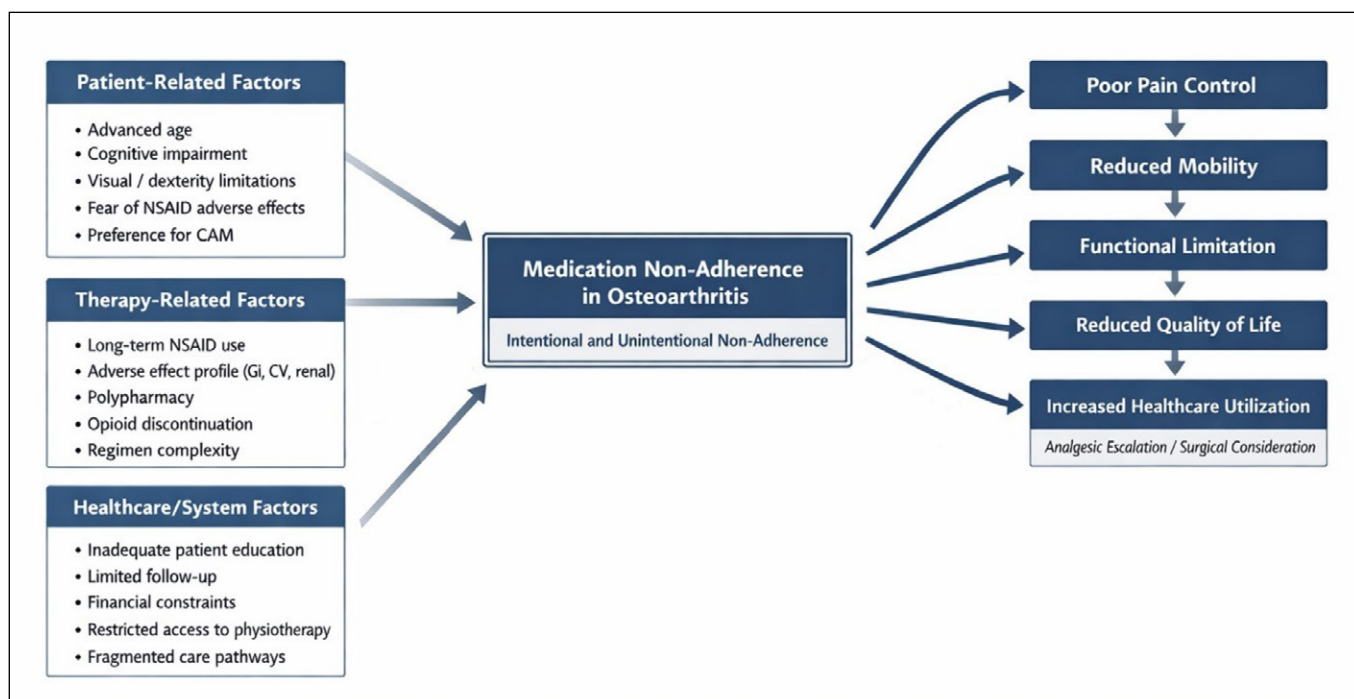 Patient-Related Factors
• Advanced age
• Cognitive impairment
• Visual / dexterity limitations
• Fear of NSAID adverse effects
• Preference for CAM
Therapy-Related Factors
• Long-term NSAID use
• Adverse effect profile (Gi, CV, renal)
• Polypharmacy
• Opioid discontinuation
• Regimen complexity
Healthcare/System Factors
• Inadequate patient education
• Limited follow-up
• Financial constraints
• Restricted access to physiotherapy
• Fragmented care pathways
Medication Non-Adherence
in Osteoarthritis
Intentional and Unintentional Non-Adherence
Poor Pain Control
Reduced Mobility
Functional Limitation
Reduced Quality of Life
Increased Healthcare Utilization
Analgesic Escalation / Surgical Consideration